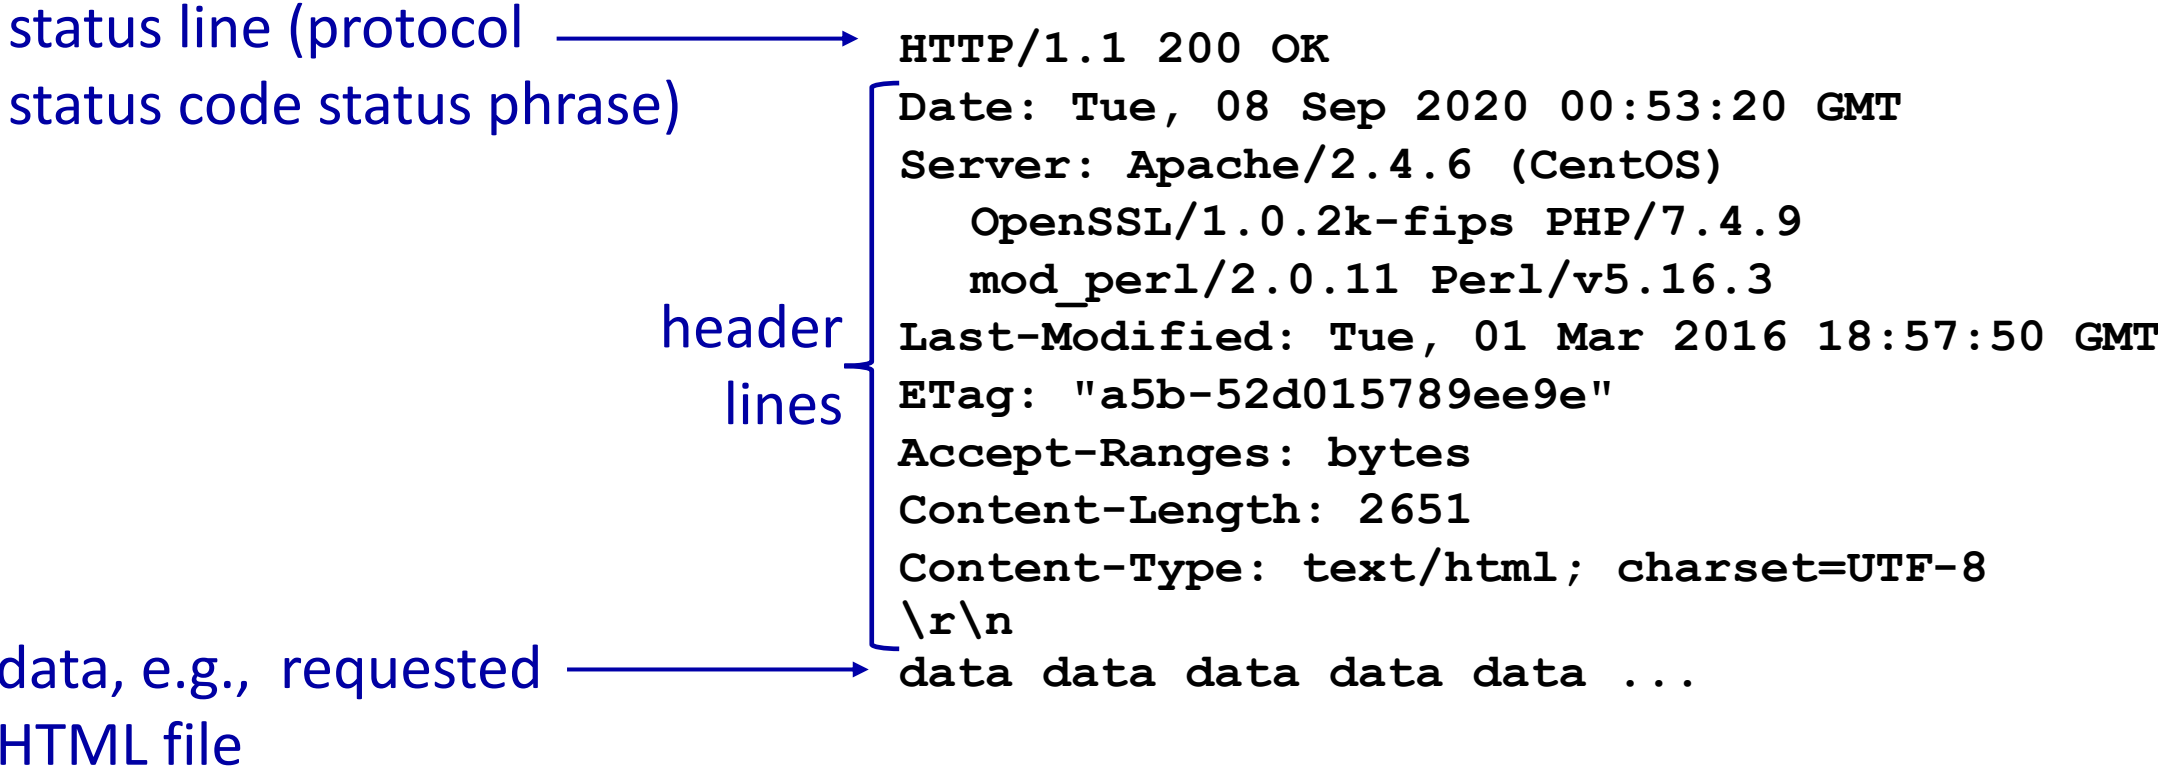 status line (protocol
status code status phrase)
HTTP/1.1 200 OK
Date: Tue, 08 Sep 2020 00:53:20 GMT
Server: Apache/2.4.6 (CentOS)
OpenSSL/1.0.2k-fips PHP/7.4.9
mod_perl/2.0.11 Perl/v5.16.3
header
lines
Last-Modified: Tue, 01 Mar 2016 18:57:50 GMT
ETag: "a5b-52d015789ee9e"
Accept-Ranges: bytes
Content-Length: 2651
Content-Type: text/html; charset=UTF-8
\r\n
data, e.g., requested
HTML file
data data data data data ...